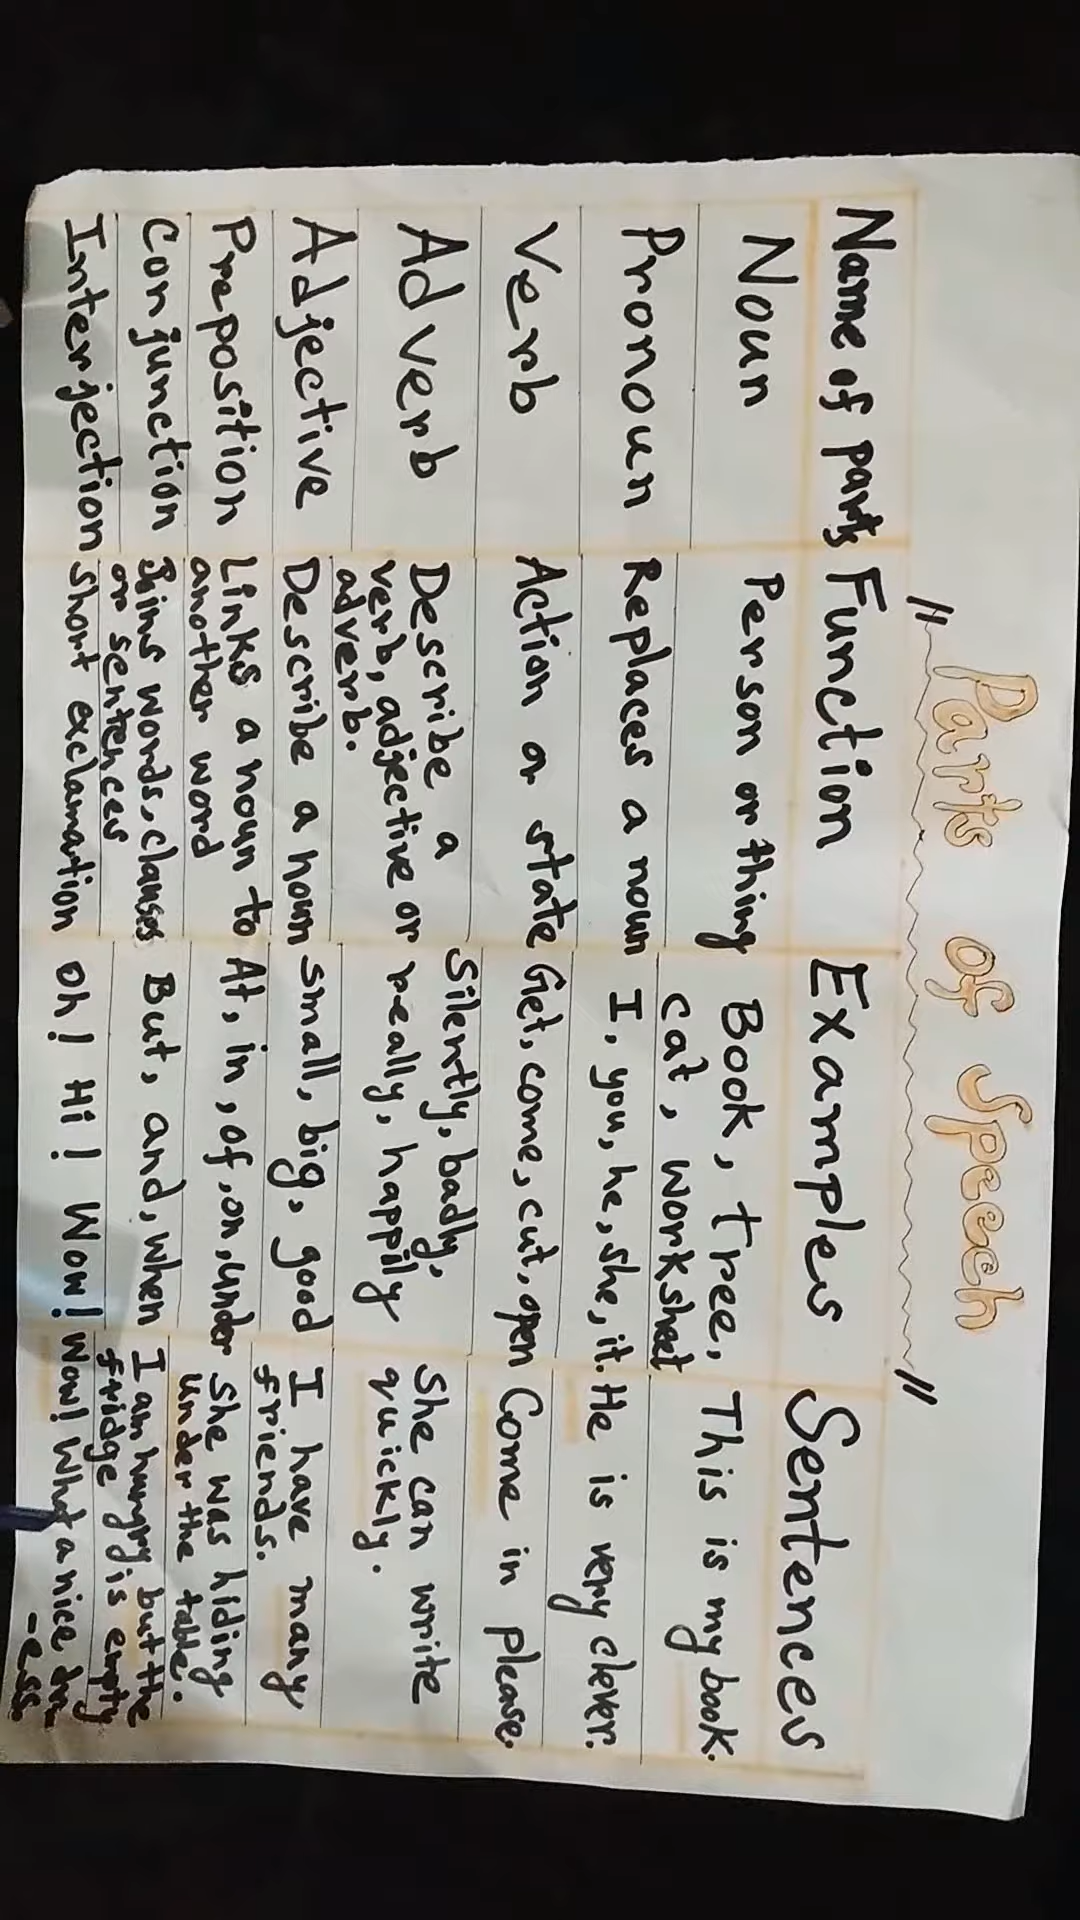 "Parts of Speech"
Name of parts Function Examples Sentences
Noun Person or thing Book, tree, This is my book.
cat, worksheet
Pronoun Replaces a noun I, you, he, she, it. He is very clever.
Verb Action or state Get, come, cut, open Come in please.
Adverb Describe a Silently, badly, She can write
verb, adjective or really, happily quickly.
adverb.
Adjective Describe a noun small, big, good I have many
friends.
Preposition Links a noun to At, in, of, on, under She was hiding
another word under the table.
Conjunction Joins words, clauses But, and, when I am hungry but the
or sentences fridge is empty
Interjection Short exclamation Oh! Hi! Wow! Wow! What a nice dr
-ess.